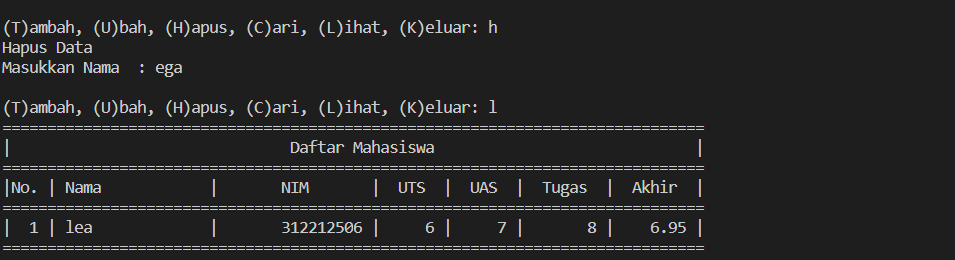 (T)ambah, (U)bah, (H)apus, (C)ari, (L)ihat, (K)eluar: h
Hapus Data
Masukkan Nama  : ega
(T)ambah, (U)bah, (H)apus, (C)ari, (L)ihat, (K)eluar: l
==============================================================================
|                               Daftar Mahasiswa                             |
==============================================================================
|No. | Nama            |       NIM       |  UTS  |  UAS  |  Tugas  |  Akhir  |
==============================================================================
|  1 | lea             |       312212506 |     6 |     7 |       8 |    6.95 |
==============================================================================